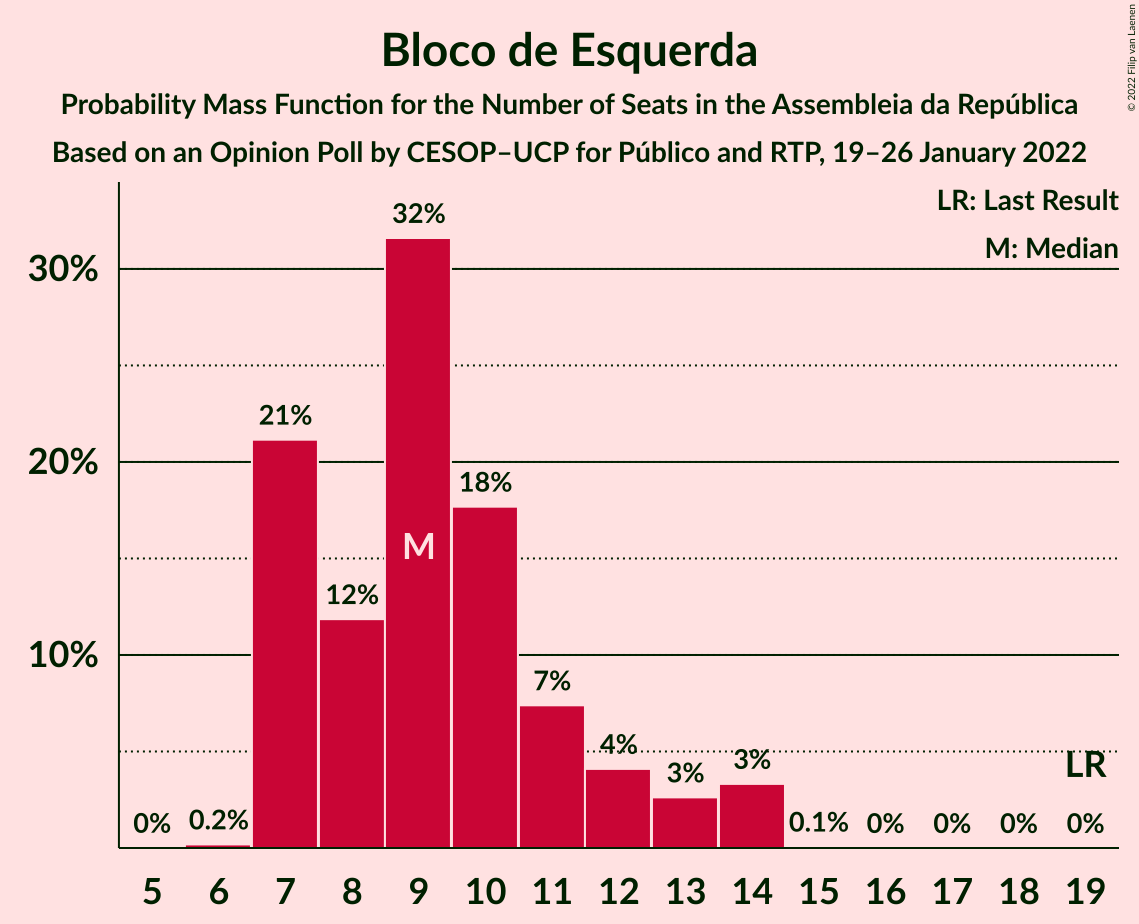 Bloco de Esquerda
Probability Mass Function for the Number of Seats in the Assembleia da República
Based on an Opinion Poll by CESOP–UCP for Público and RTP, 19–26 January 2022
© 2022 Filip van Laenen
LR: Last Result
M: Median
30%
20%
10%
0%
0.2%
21%
12%
32%
18%
7%
4%
3%
3%
0.1%
0%
0%
0%
0%
M
LR
5 6 7 8 9 10 11 12 13 14 15 16 17 18 19